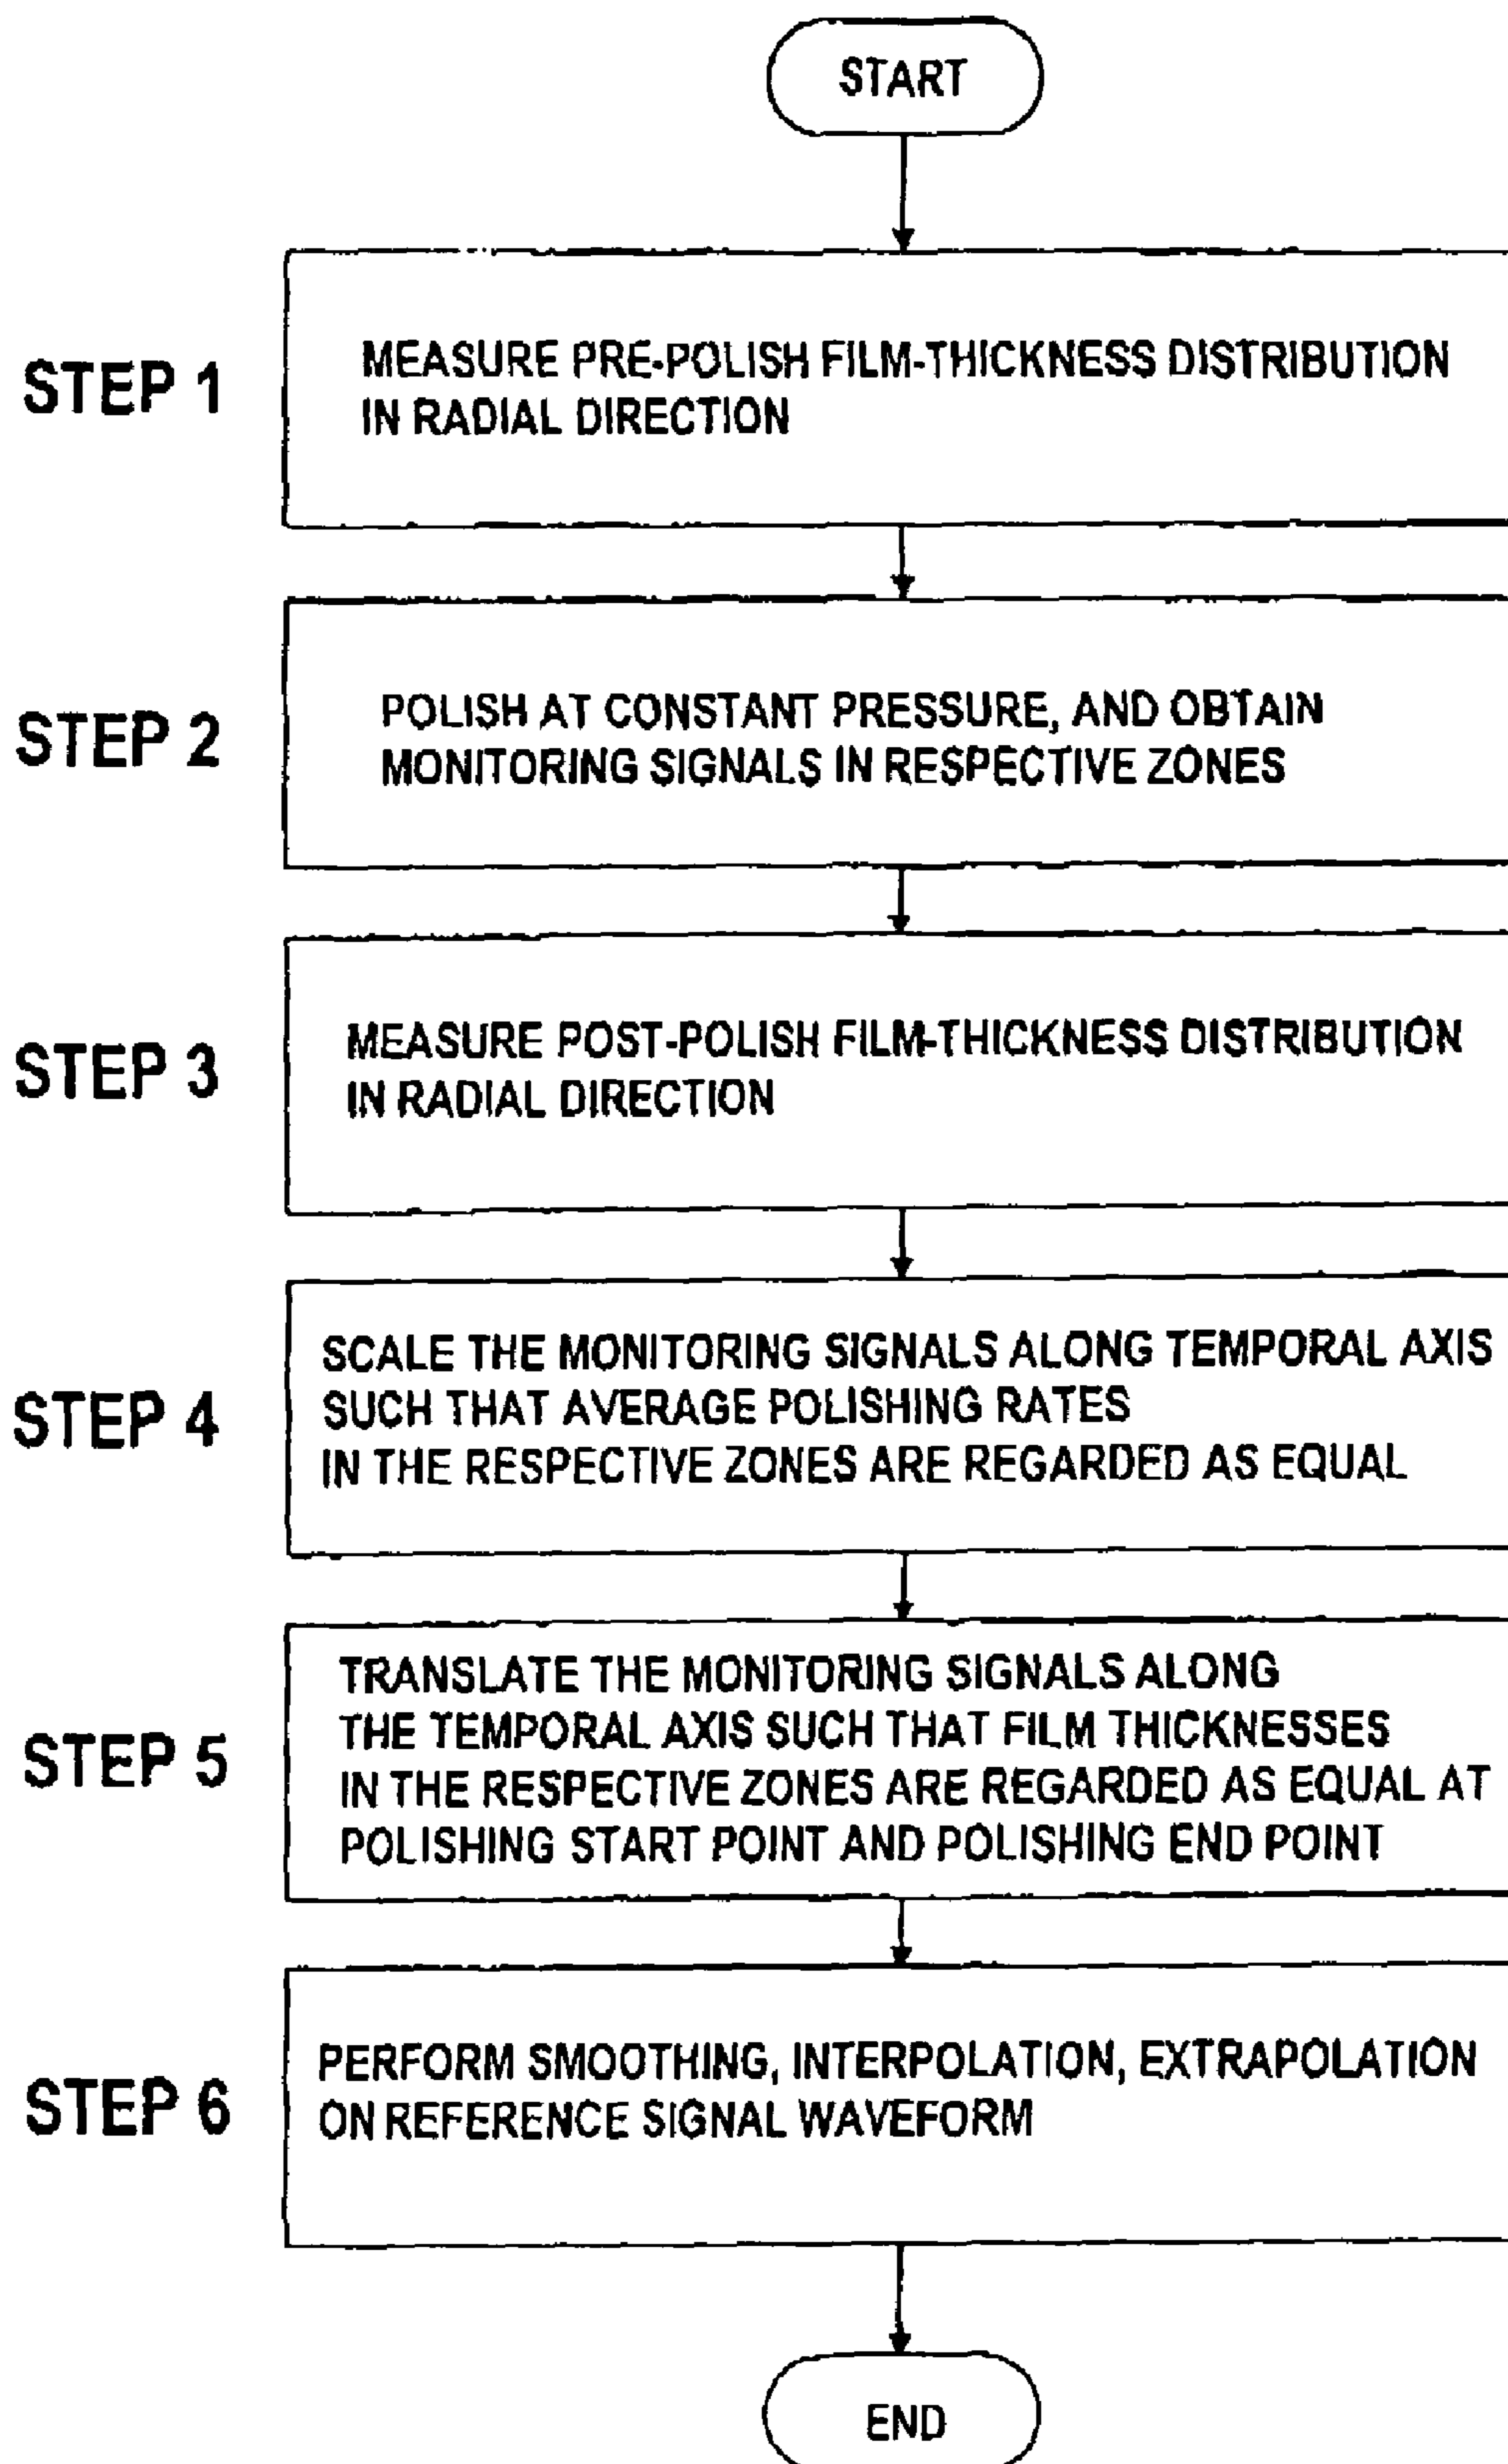 START
STEP 1
MEASURE PRE-POLISH FILM-THICKNESS DISTRIBUTION
IN RADIAL DIRECTION
STEP 2
POLISH AT CONSTANT PRESSURE, AND OBTAIN
MONITORING SIGNALS IN RESPECTIVE ZONES
STEP 3
MEASURE POST-POLISH FILM-THICKNESS DISTRIBUTION
IN RADIAL DIRECTION
STEP 4
SCALE THE MONITORING SIGNALS ALONG TEMPORAL AXIS
SUCH THAT AVERAGE POLISHING RATES
IN THE RESPECTIVE ZONES ARE REGARDED AS EQUAL
STEP 5
TRANSLATE THE MONITORING SIGNALS ALONG
THE TEMPORAL AXIS SUCH THAT FILM THICKNESSES
IN THE RESPECTIVE ZONES ARE REGARDED AS EQUAL AT
POLISHING START POINT AND POLISHING END POINT
STEP 6
PERFORM SMOOTHING, INTERPOLATION, EXTRAPOLATION
ON REFERENCE SIGNAL WAVEFORM
END